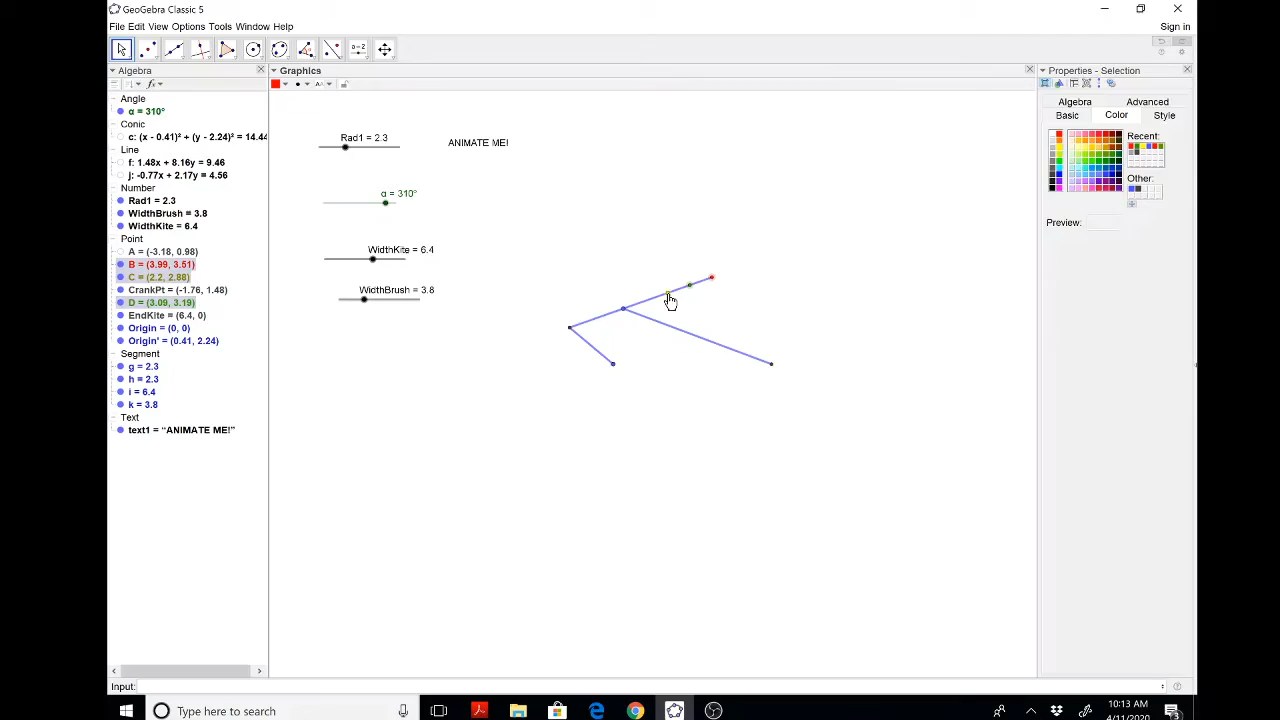 GeoGebra Classic 5
File Edit View Options Tools Window Help
Sign in
a=2
Algebra
Graphics
Properties - Selection
fx
AA
Angle
α = 310°
Conic
c: (x - 0.41)² + (y - 2.24)² = 14.44
Line
f: 1.48x + 8.16y = 9.46
j: -0.77x + 2.17y = 4.56
Number
Rad1 = 2.3
WidthBrush = 3.8
WidthKite = 6.4
Point
A = (-3.18, 0.98)
B = (3.99, 3.51)
C = (2.2, 2.88)
CrankPt = (-1.76, 1.48)
D = (3.09, 3.19)
EndKite = (6.4, 0)
Origin = (0, 0)
Origin' = (0.41, 2.24)
Segment
g = 2.3
h = 2.3
i = 6.4
k = 3.8
Text
text1 = “ANIMATE ME!”
Rad1 = 2.3
ANIMATE ME!
α = 310°
WidthKite = 6.4
WidthBrush = 3.8
Algebra Advanced
Basic Color Style
Recent:
Other:
Preview:
Input:
Type here to search
10:13 AM
4/11/2020